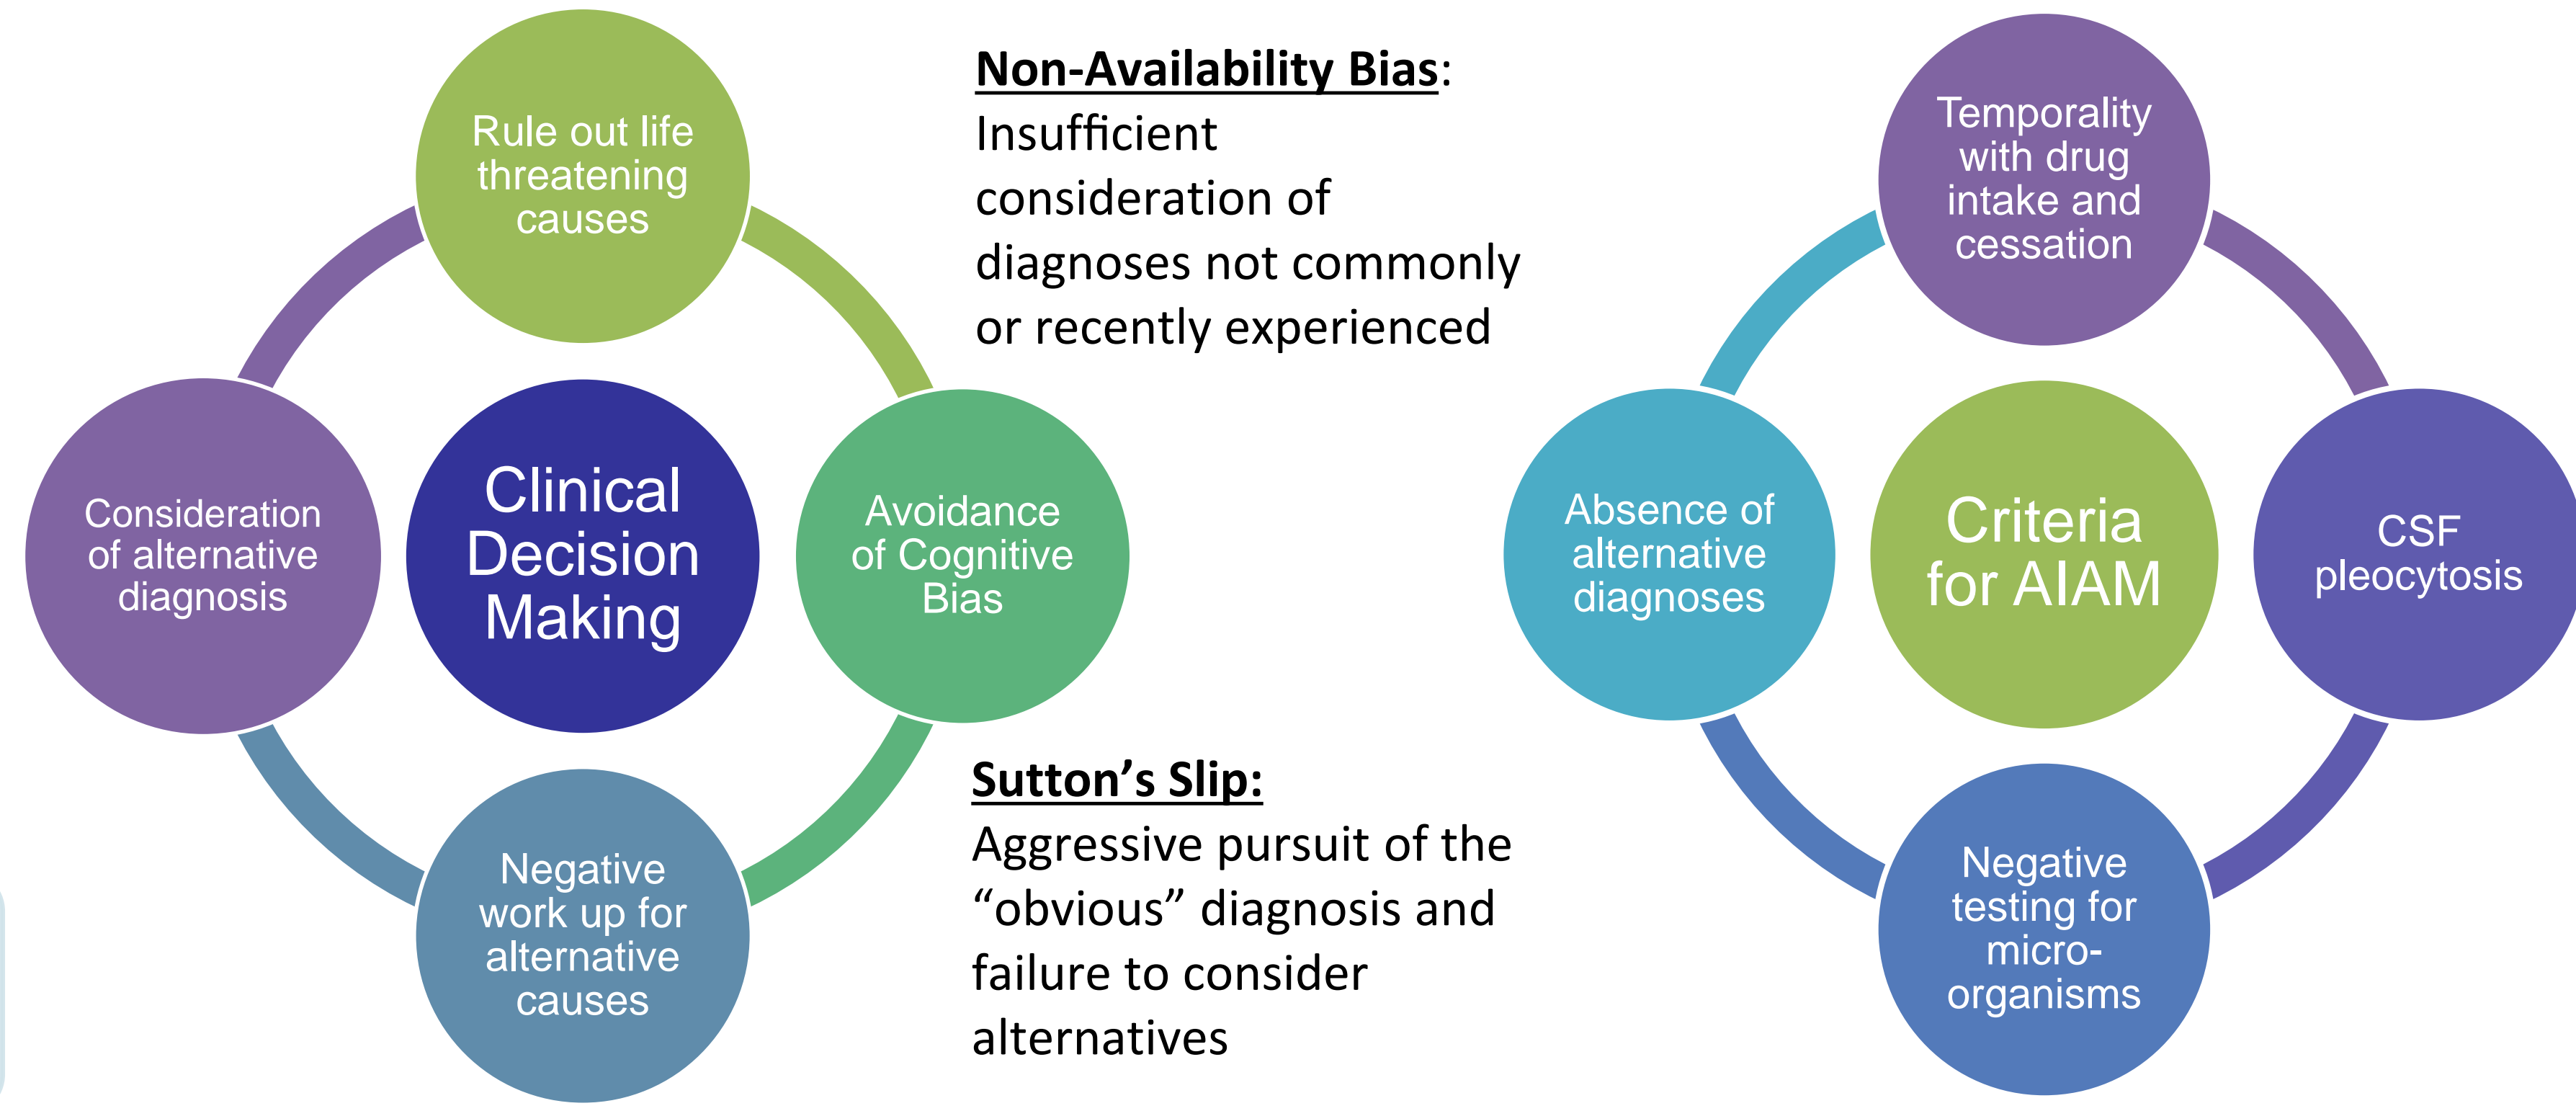 Rule out life
threatening
causes
Consideration
of alternative
diagnosis
Clinical
Decision
Making
Avoidance
of Cognitive
Bias
Negative
work up for
alternative
causes
Non-Availability Bias:
Insufficient
consideration of
diagnoses not commonly
or recently experienced
Sutton’s Slip:
Aggressive pursuit of the
“obvious” diagnosis and
failure to consider
alternatives
Temporality
with drug
intake and
cessation
Absence of
alternative
diagnoses
Criteria
for AIAM
CSF
pleocytosis
Negative
testing for
micro-
organisms